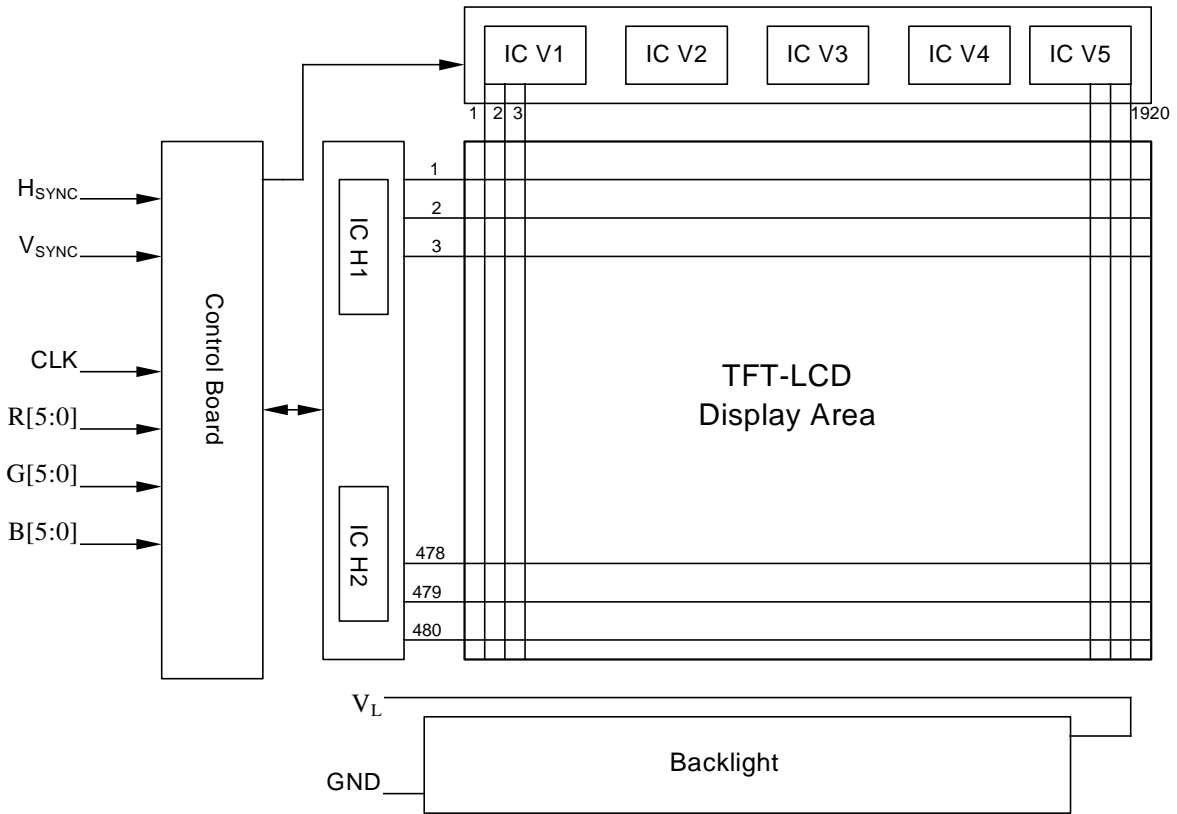 IC V1
IC V2
IC V3
IC V4
IC V5
1
2
3
1920
HSYNC
VSYNC
CLK
R[5:0]
G[5:0]
B[5:0]
Control Board
IC H1
IC H2
1
2
3
478
479
480
TFT-LCD
Display Area
VL
GND
Backlight